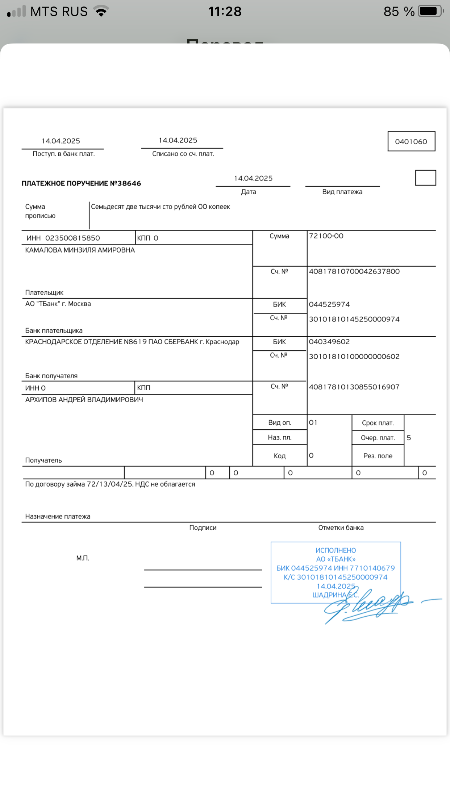 MTS RUS 11:28 85 %
14.04.2025 14.04.2025 0401060
Поступ. в банк плат. Списано со сч. плат.
ПЛАТЕЖНОЕ ПОРУЧЕНИЕ №38646 14.04.2025
Дата Вид платежа
Сумма прописью Семьдесят две тысячи сто рублей 00 копеек
ИНН 023500815850 КПП 0 Сумма 72100-00
КАМАЛОВА МИНЗИЛЯ АМИРОВНА
Сч. № 40817810700042637800
Плательщик
АО "ТБанк" г. Москва БИК 044525974
Сч. № 30101810145250000974
Банк плательщика
КРАСНОДАРСКОЕ ОТДЕЛЕНИЕ N8619 ПАО СБЕРБАНК г. Краснодар БИК 040349602
Сч. № 30101810100000000602
Банк получателя
ИНН 0 КПП Сч. № 40817810130855016907
АРХИПОВ АНДРЕЙ ВЛАДИМИРОВИЧ
Вид оп. 01 Срок плат.
Наз. пл. Очер. плат. 5
Получатель Код 0 Рез. поле
0 0 0 0 0
По договору займа 72/13/04/25. НДС не облагается
Назначение платежа
Подписи Отметки банка
М.П.
ИСПОЛНЕНО
АО «ТБАНК»
БИК 044525974 ИНН 7710140679
К/С 30101810145250000974
14.04.2025
ШАДРИНА Е.С.